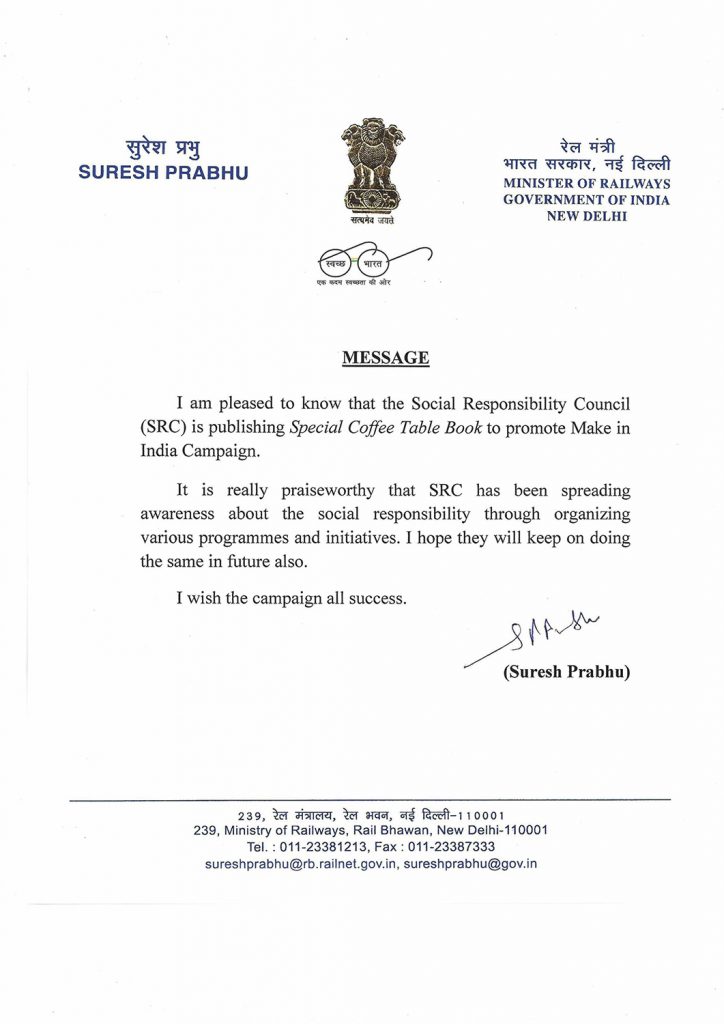 सुरेश प्रभु
SURESH PRABHU
सत्यमेव जयते
स्वच्छ भारत
एक कदम स्वच्छता की ओर
रेल मंत्री
भारत सरकार, नई दिल्ली
MINISTER OF RAILWAYS
GOVERNMENT OF INDIA
NEW DELHI
MESSAGE
I am pleased to know that the Social Responsibility Council
(SRC) is publishing Special Coffee Table Book to promote Make in
India Campaign.
It is really praiseworthy that SRC has been spreading
awareness about the social responsibility through organizing
various programmes and initiatives. I hope they will keep on doing
the same in future also.
I wish the campaign all success.
(Suresh Prabhu)
239, रेल मंत्रालय, रेल भवन, नई दिल्ली-110001
239, Ministry of Railways, Rail Bhawan, New Delhi-110001
Tel. : 011-23381213, Fax : 011-23387333
sureshprabhu@rb.railnet.gov.in, sureshprabhu@gov.in